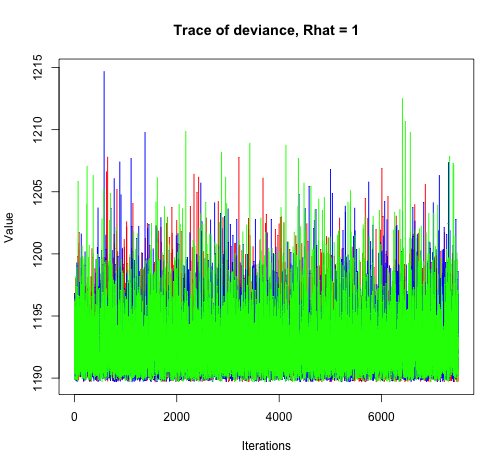 Trace of deviance, Rhat = 1
Value
1215
1210
1205
1200
1195
1190
0 2000 4000 6000
Iterations